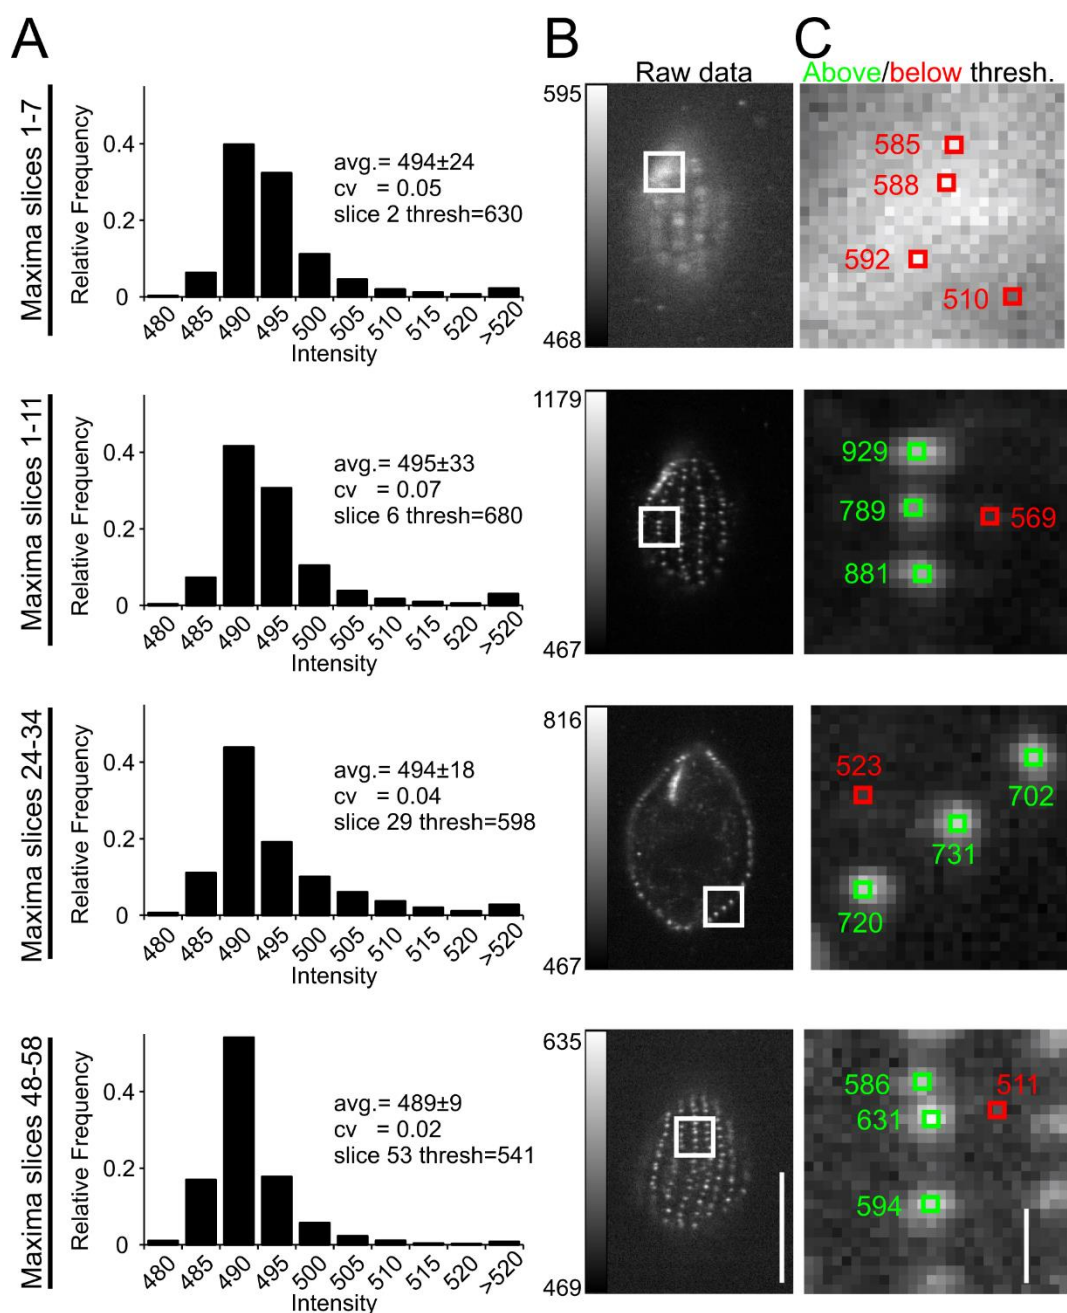 A
B
C
Raw data
Above/below thresh.
Maxima slices 1-7
Relative Frequency
0.4
0.2
0
avg.= 494±24
cv = 0.05
slice 2 thresh=630
480 485 490 495 500 505 510 515 520 >520
Intensity
595
468
585
588
592
510
Maxima slices 1-11
Relative Frequency
0.4
0.2
0
avg.= 495±33
cv = 0.07
slice 6 thresh=680
480 485 490 495 500 505 510 515 520 >520
Intensity
1179
467
929
789
569
881
Maxima slices 24-34
Relative Frequency
0.4
0.2
0
avg.= 494±18
cv = 0.04
slice 29 thresh=598
480 485 490 495 500 505 510 515 520 >520
Intensity
816
467
523
702
731
720
Maxima slices 48-58
Relative Frequency
0.4
0.2
0
avg.= 489±9
cv = 0.02
slice 53 thresh=541
480 485 490 495 500 505 510 515 520 >520
Intensity
635
469
586
511
631
594